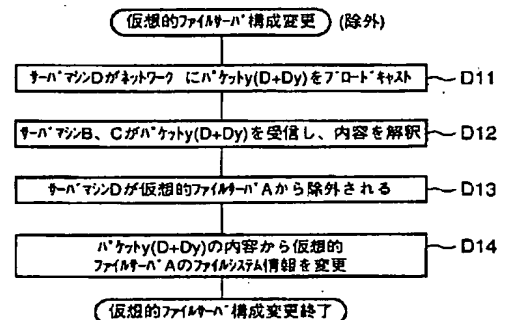 仮想的ファイルサーバ構成変更 (除外)
サーバマシンDがネットワーク にパケットy(D+Dy)をブロードキャスト D11
サーバマシンB、CがパケットY(D+Dy)を受信し、内容を解釈 D12
サーバマシンDが仮想的ファイルサーバAから除外される D13
パケットy(D+Dy)の内容から仮想的
ファイルサーバAのファイルシステム情報を変更 D14
仮想的ファイルサーバ構成変更終了